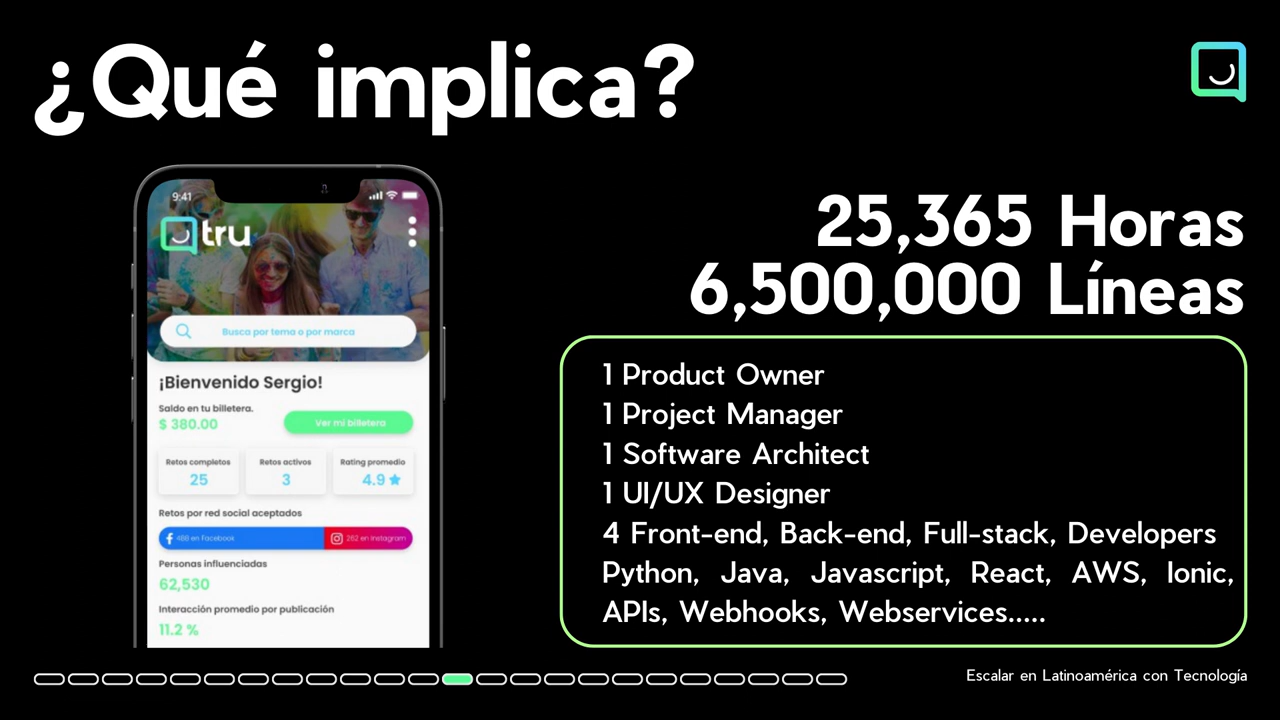 ¿Qué implica?
9:41
tru
Busca por tema o por marca
¡Bienvenido Sergio!
Saldo en tu billetera.
$ 380.00
Ver mi billetera
Retos completos
25
Retos activos
3
Rating promedio
4.9
Retos por red social aceptados
488 en Facebook
262 en Instagram
Personas influenciadas
62,530
Interacción promedio por publicación
11.2 %
25,365 Horas
6,500,000 Líneas
1 Product Owner
1 Project Manager
1 Software Architect
1 UI/UX Designer
4 Front-end, Back-end, Full-stack, Developers
Python, Java, Javascript, React, AWS, Ionic,
APIs, Webhooks, Webservices.....
Escalar en Latinoamérica con Tecnología